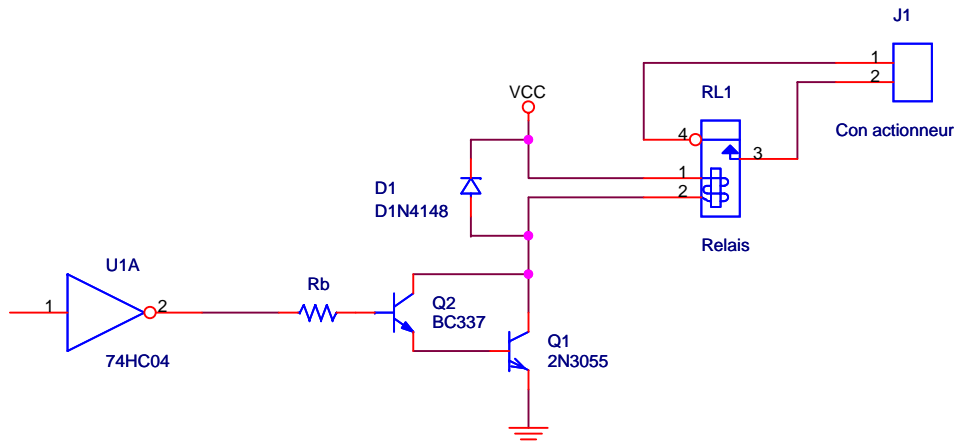 J1
1
2
Con actionneur
VCC
RL1
4
3
1
2
Relais
D1
D1N4148
U1A
1
2
74HC04
Rb
Q2
BC337
Q1
2N3055